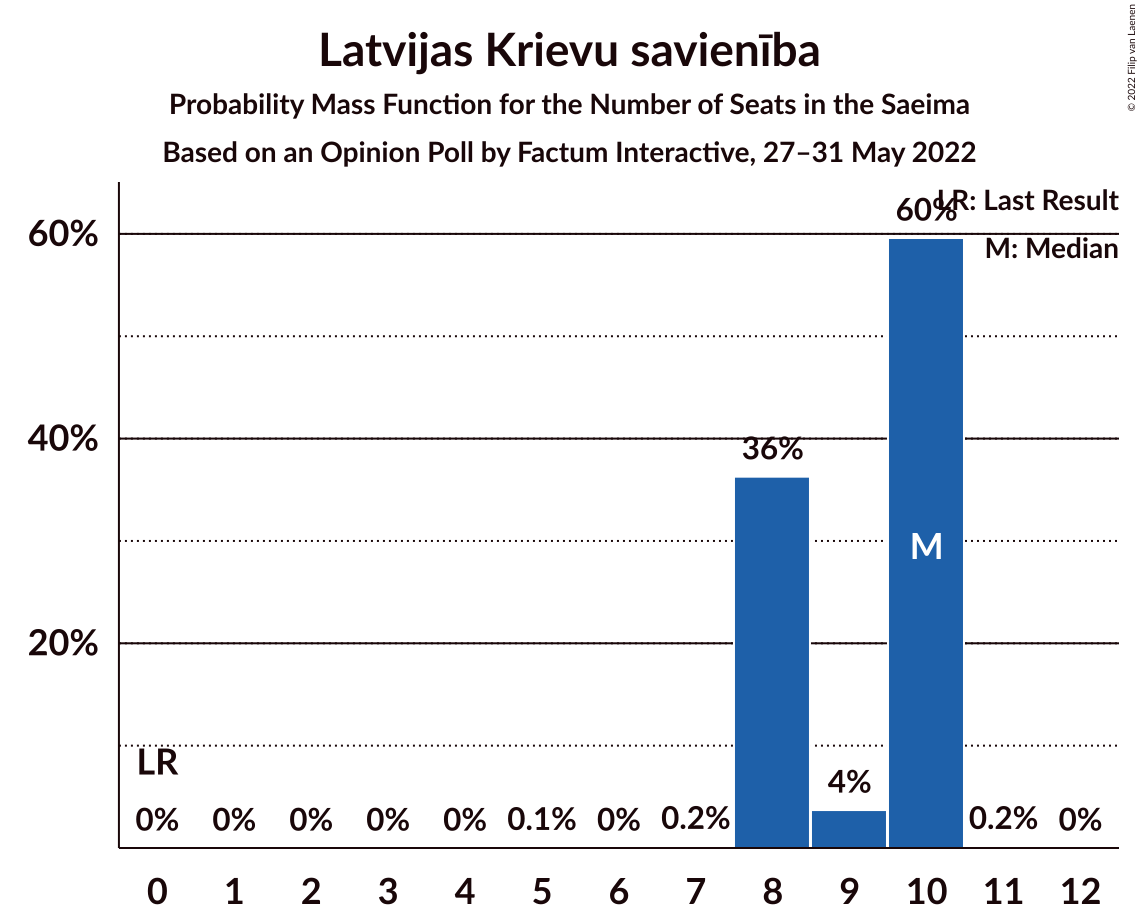 Latvijas Krievu savienība
Probability Mass Function for the Number of Seats in the Saeima
Based on an Opinion Poll by Factum Interactive, 27–31 May 2022
© 2022 Filip van Laenen
LR: Last Result
M: Median
60%
40%
20%
60%
36%
M
LR
4%
0% 0% 0% 0% 0% 0.1% 0% 0.2% 0.2% 0%
0 1 2 3 4 5 6 7 8 9 10 11 12